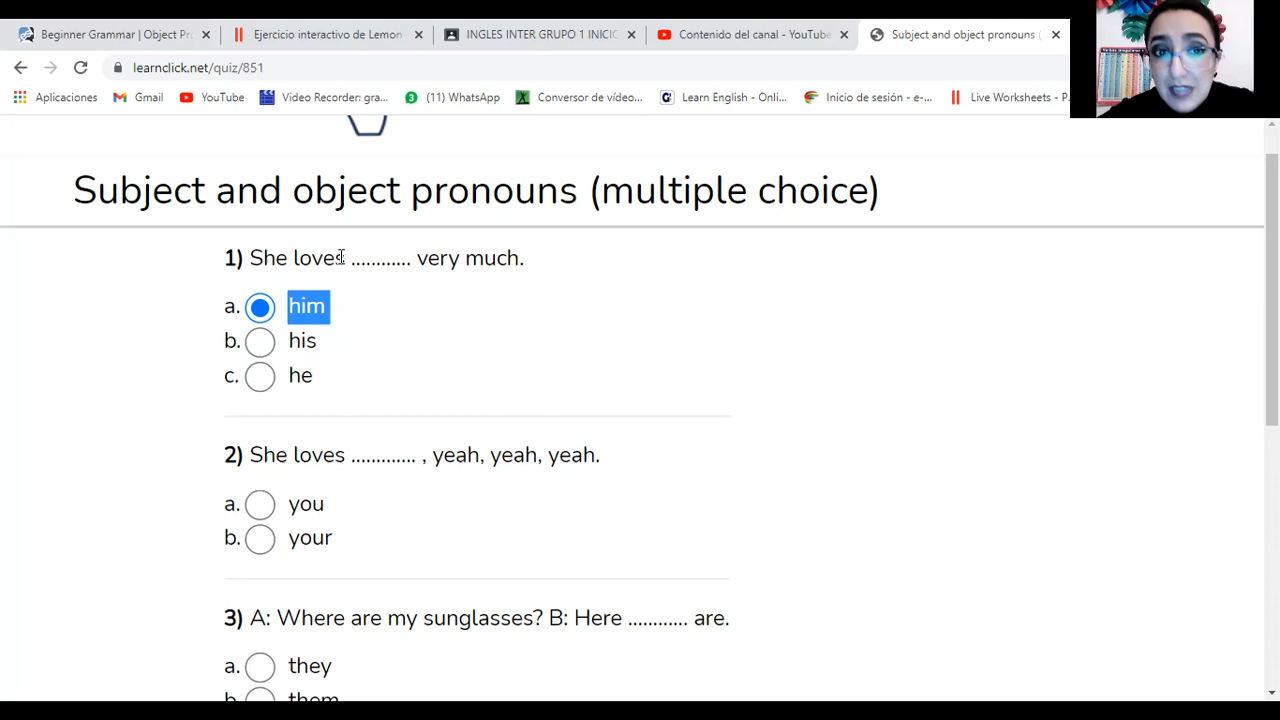 Beginner Grammar | Object Pr
Ejercicio interactivo de Lemon
INGLES INTER GRUPO 1 INICI
Contenido del canal - YouTube
Subject and object pronouns (
learnclick.net/quiz/851
Aplicaciones
Gmail
YouTube
Video Recorder: gra...
(11) WhatsApp
Conversor de vídeo...
Learn English - Onli...
Inicio de sesión - e-...
Live Worksheets - P...
Subject and object pronouns (multiple choice)
1) She loves ............ very much.
a. him
b. his
c. he
2) She loves ............. , yeah, yeah, yeah.
a. you
b. your
3) A: Where are my sunglasses? B: Here ............ are.
a. they
b. them